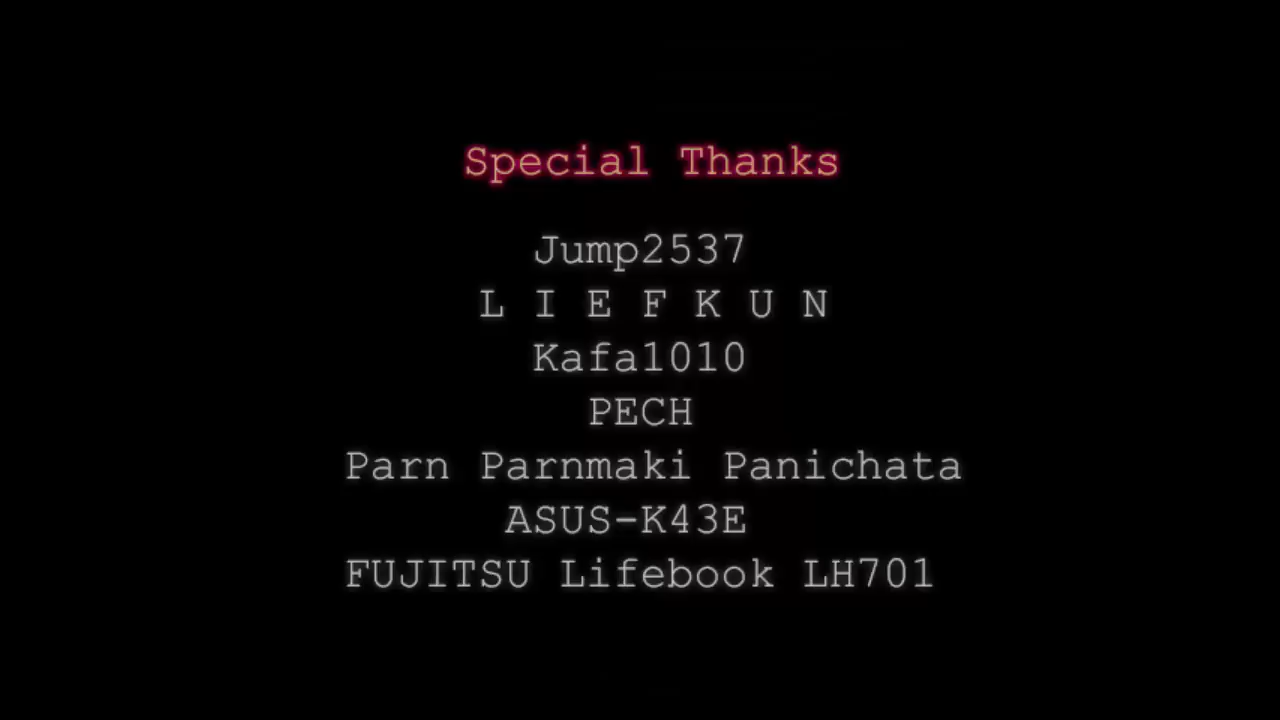 Special Thanks
Jump2537
L I E F K U N
Kafa1010
PECH
Parn Parnmaki Panichata
ASUS-K43E
FUJITSU Lifebook LH701